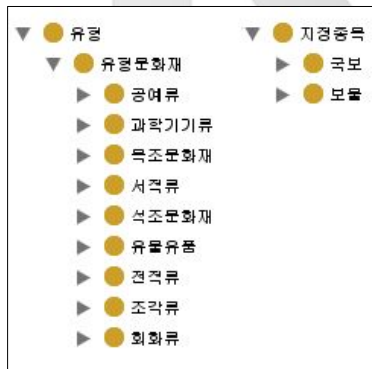 유형
유형문화재
공예류
과학기기류
목조문화재
서적류
석조문화재
유물유품
전적류
조각류
회화류
지정종목
국보
보물